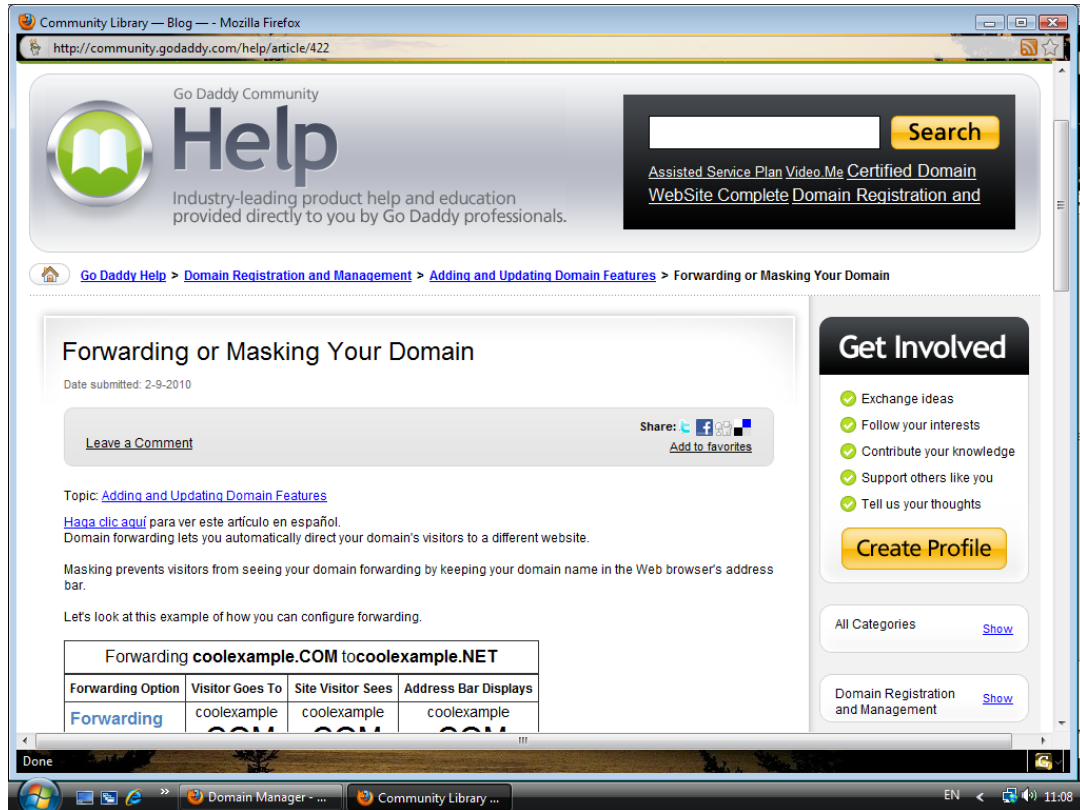 Community Library — Blog — - Mozilla Firefox
http://community.godaddy.com/help/article/422
Go Daddy Community
Help
Industry-leading product help and education
provided directly to you by Go Daddy professionals.
Search
Assisted Service Plan Video.Me Certified Domain
WebSite Complete Domain Registration and
Go Daddy Help > Domain Registration and Management > Adding and Updating Domain Features > Forwarding or Masking Your Domain
Forwarding or Masking Your Domain
Date submitted: 2-9-2010
Leave a Comment
Share:
Add to favorites
Topic: Adding and Updating Domain Features
Haga clic aquí para ver este artículo en español.
Domain forwarding lets you automatically direct your domain's visitors to a different website.
Masking prevents visitors from seeing your domain forwarding by keeping your domain name in the Web browser's address
bar.
Let's look at this example of how you can configure forwarding.
Forwarding coolexample.COM tocoolexample.NET
Forwarding Option Visitor Goes To Site Visitor Sees Address Bar Displays
Forwarding coolexample coolexample coolexample
COM COM COM
Get Involved
Exchange ideas
Follow your interests
Contribute your knowledge
Support others like you
Tell us your thoughts
Create Profile
All Categories Show
Domain Registration
and Management Show
Done
Domain Manager - ...
Community Library ...
EN
11:08